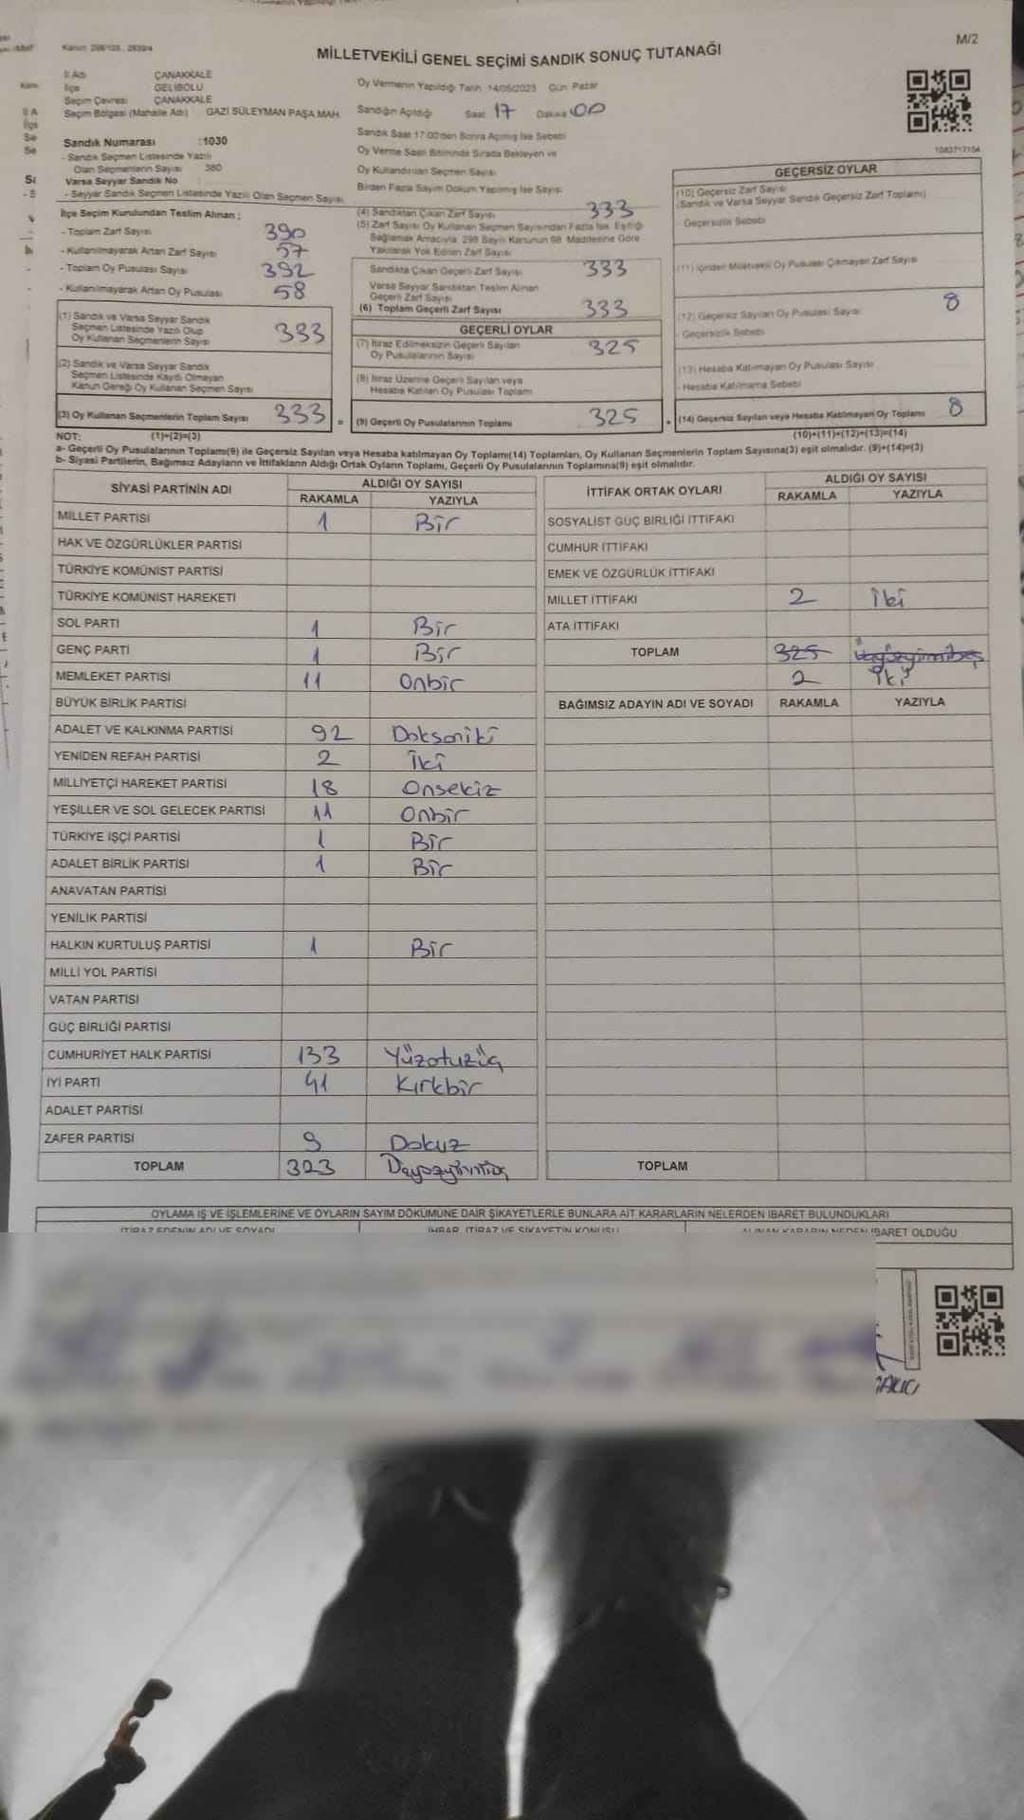 M/2
MİLLETVEKİLİ GENEL SEÇİMİ SANDIK SONUÇ TUTANAĞI
İl Adı ÇANAKKALE
İlçe GELİBOLU
Seçim Çevresi ÇANAKKALE
Seçim Bölgesi (Mahalle Adı) GAZİ SÜLEYMAN PAŞA MAH.
Sandık Numarası :1030
- Sandık Seçmen Listesinde Yazılı
Olan Seçmenlerin Sayısı 380
Varsa Seyyar Sandık No
- Seyyar Sandık Seçmen Listesinde Yazılı Olan Seçmen Sayısı
Oy Vermenin Yapıldığı Tarih :14/05/2023 Gün: Pazar
Sandığın Açıldığı Saat 17 Dakika 00
Sandık Saat 17:00'den Sonra Açılmış İse Sebebi
Oy Verme Saati Bitiminde Sırada Bekleyen ve
Oy Kullandırılan Seçmen Sayısı
Birden Fazla Sayım Döküm Yapılmış İse Sayısı
İlçe Seçim Kurulundan Teslim Alınan ;
- Toplam Zarf Sayısı 390
- Kullanılmayarak Artan Zarf Sayısı 57
- Toplam Oy Pusulası Sayısı 392
- Kullanılmayarak Artan Oy Pusulası 58
(1) Sandık ve Varsa Seyyar Sandık
Seçmen Listesinde Yazılı Olup
Oy Kullanan Seçmenlerin Sayısı 333
(2) Sandık ve Varsa Seyyar Sandık
Seçmen Listesinde Kayıtlı Olmayan
Kanun Gereği Oy Kullanan Seçmen Sayısı
(3) Oy Kullanan Seçmenlerin Toplam Sayısı 333
(4) Sandıktan Çıkan Zarf Sayısı 333
(5) Zarf Sayısı Oy Kullanan Seçmen Sayısından Fazla İse, Eşitliği
Sağlamak Amacıyla 298 Sayılı Kanunun 98. Maddesine Göre
Yakılarak Yok Edilen Zarf Sayısı
Sandıkta Çıkan Geçerli Zarf Sayısı 333
Varsa Seyyar Sandıktan Teslim Alınan
Geçerli Zarf Sayısı
(6) Toplam Geçerli Zarf Sayısı 333
GEÇERLİ OYLAR
(7) İtiraz Edilmeksizin Geçerli Sayılan
Oy Pusulalarının Sayısı 325
(8) İtiraz Üzerine Geçerli Sayılan veya
Hesaba Katılan Oy Pusulası Toplamı
(9) Geçerli Oy Pusulalarının Toplamı 325
GEÇERSİZ OYLAR
(10) Geçersiz Zarf Sayısı
(Sandık ve Varsa Seyyar Sandık Geçersiz Zarf Toplamı)
Geçersizlik Sebebi
(11) İçinden Milletvekili Oy Pusulası Çıkmayan Zarf Sayısı
(12) Geçersiz Sayılan Oy Pusulası Sayısı 8
- Geçersizlik Sebebi
(13) Hesaba Katılmayan Oy Pusulası Sayısı
- Hesaba Katılmama Sebebi
(14) Geçersiz Sayılan veya Hesaba Katılmayan Oy Toplamı 8
NOT: (1)+(2)=(3) (10)+(11)+(12)+(13)=(14)
a- Geçerli Oy Pusulalarının Toplamı(9) ile Geçersiz Sayılan veya Hesaba katılmayan Oy Toplamı(14) Toplamları, Oy Kullanan Seçmenlerin Toplam Sayısına(3) eşit olmalıdır. (9)+(14)=(3)
b- Siyasi Partilerin, Bağımsız Adayların ve İttifakların Aldığı Ortak Oyların Toplamı, Geçerli Oy Pusulalarının Toplamına(9) eşit olmalıdır.
SİYASİ PARTİNİN ADI ALDIĞI OY SAYISI
RAKAMLA YAZIYLA
MİLLET PARTİSİ 1 Bir
HAK VE ÖZGÜRLÜKLER PARTİSİ
TÜRKİYE KOMÜNİST PARTİSİ
TÜRKİYE KOMÜNİST HAREKETİ
SOL PARTİ 1 Bir
GENÇ PARTİ 1 Bir
MEMLEKET PARTİSİ 11 Onbir
BÜYÜK BİRLİK PARTİSİ
ADALET VE KALKINMA PARTİSİ 92 Doksaniki
YENİDEN REFAH PARTİSİ 2 İki
MİLLİYETÇİ HAREKET PARTİSİ 18 Onsekiz
YEŞİLLER VE SOL GELECEK PARTİSİ 11 Onbir
TÜRKİYE İŞÇİ PARTİSİ 1 Bir
ADALET BİRLİK PARTİSİ 1 Bir
ANAVATAN PARTİSİ
YENİLİK PARTİSİ
HALKIN KURTULUŞ PARTİSİ 1 Bir
MİLLİ YOL PARTİSİ
VATAN PARTİSİ
GÜÇ BİRLİĞİ PARTİSİ
CUMHURİYET HALK PARTİSİ 133 Yüzotuzüç
İYİ PARTİ 41 Kırkbir
ADALET PARTİSİ
ZAFER PARTİSİ 9 Dokuz
TOPLAM 323
İTTİFAK ORTAK OYLARI ALDIĞI OY SAYISI
RAKAMLA YAZIYLA
SOSYALİST GÜÇ BİRLİĞİ İTTİFAKI
CUMHUR İTTİFAKI
EMEK VE ÖZGÜRLÜK İTTİFAKI
MİLLET İTTİFAKI 2 İki
ATA İTTİFAKI
TOPLAM 325 Üçyüzyirmibeş
2 İki
BAĞIMSIZ ADAYIN ADI VE SOYADI RAKAMLA YAZIYLA
TOPLAM
OYLAMA İŞ VE İŞLEMLERİNE VE OYLARIN SAYIM DÖKÜMÜNE DAİR ŞİKAYETLERLE BUNLARA AİT KARARLARIN NELERDEN İBARET BULUNDUKLARI
İTİRAZ EDENİN ADI VE SOYADI İHBAR, İTİRAZ VE ŞİKAYETİN KONUSU ALINAN KARARIN NEDEN İBARET OLDUĞU